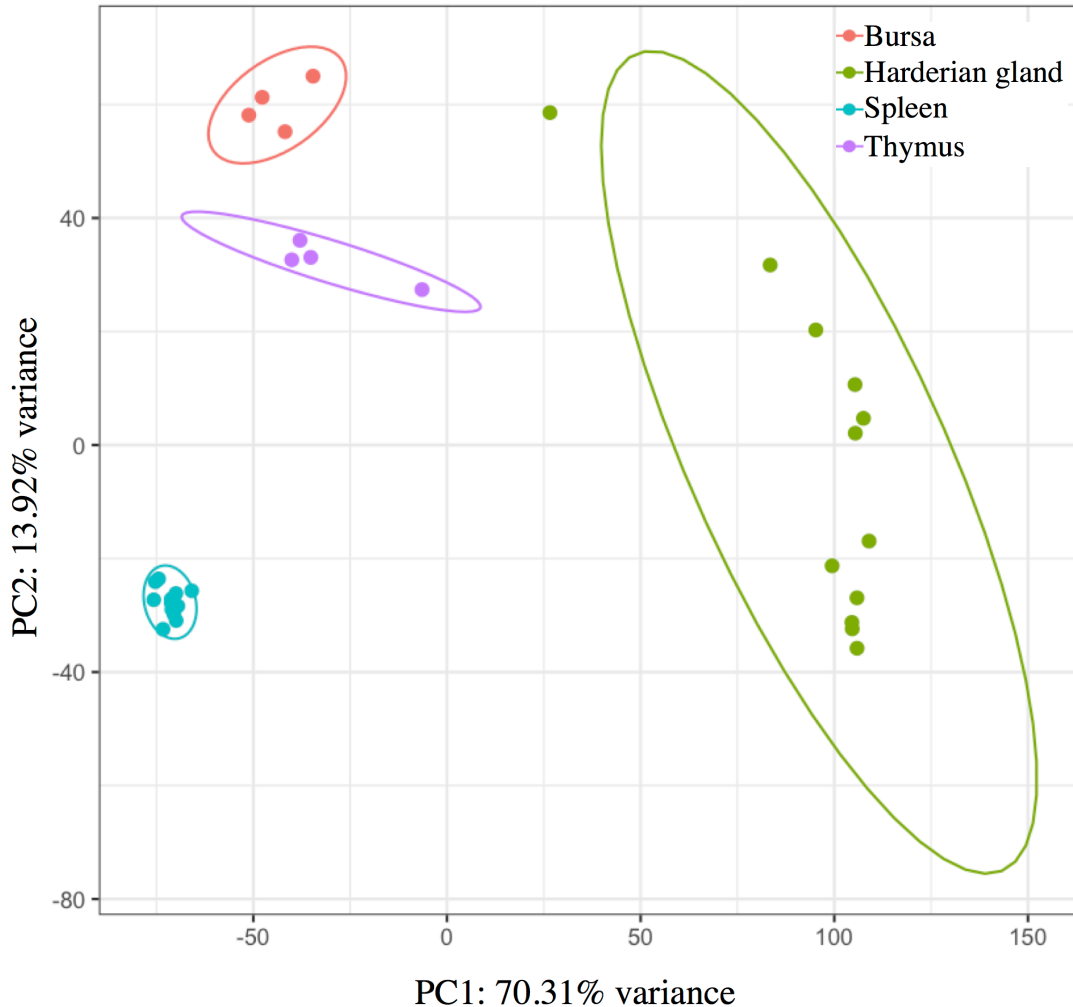 Bursa
Harderian gland
Spleen
Thymus
40
0
-40
-80
PC2: 13.92% variance
-50
0
50
100
150
PC1: 70.31% variance